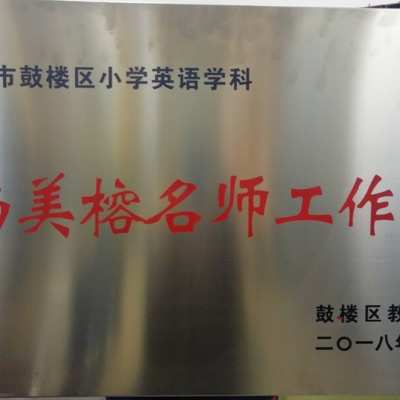 市鼓楼区小学英语学科
美榕名师工作
鼓楼区教
二〇一八年